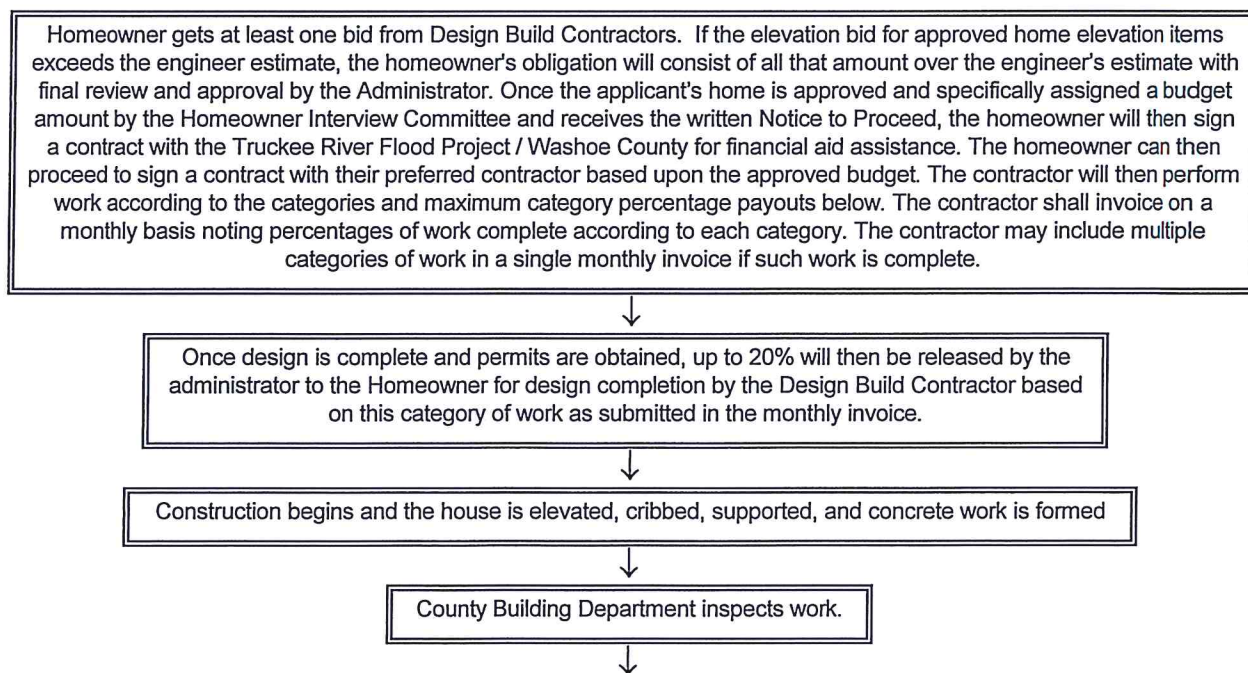 Homeowner gets at least one bid from Design Build Contractors. If the elevation bid for approved home elevation items
exceeds the engineer estimate, the homeowner's obligation will consist of all that amount over the engineer's estimate with
final review and approval by the Administrator. Once the applicant's home is approved and specifically assigned a budget
amount by the Homeowner Interview Committee and receives the written Notice to Proceed, the homeowner will then sign
a contract with the Truckee River Flood Project / Washoe County for financial aid assistance. The homeowner can then
proceed to sign a contract with their preferred contractor based upon the approved budget. The contractor will then perform
work according to the categories and maximum category percentage payouts below. The contractor shall invoice on a
monthly basis noting percentages of work complete according to each category. The contractor may include multiple
categories of work in a single monthly invoice if such work is complete.
Once design is complete and permits are obtained, up to 20% will then be released by the
administrator to the Homeowner for design completion by the Design Build Contractor based
on this category of work as submitted in the monthly invoice.
Construction begins and the house is elevated, cribbed, supported, and concrete work is formed
County Building Department inspects work.